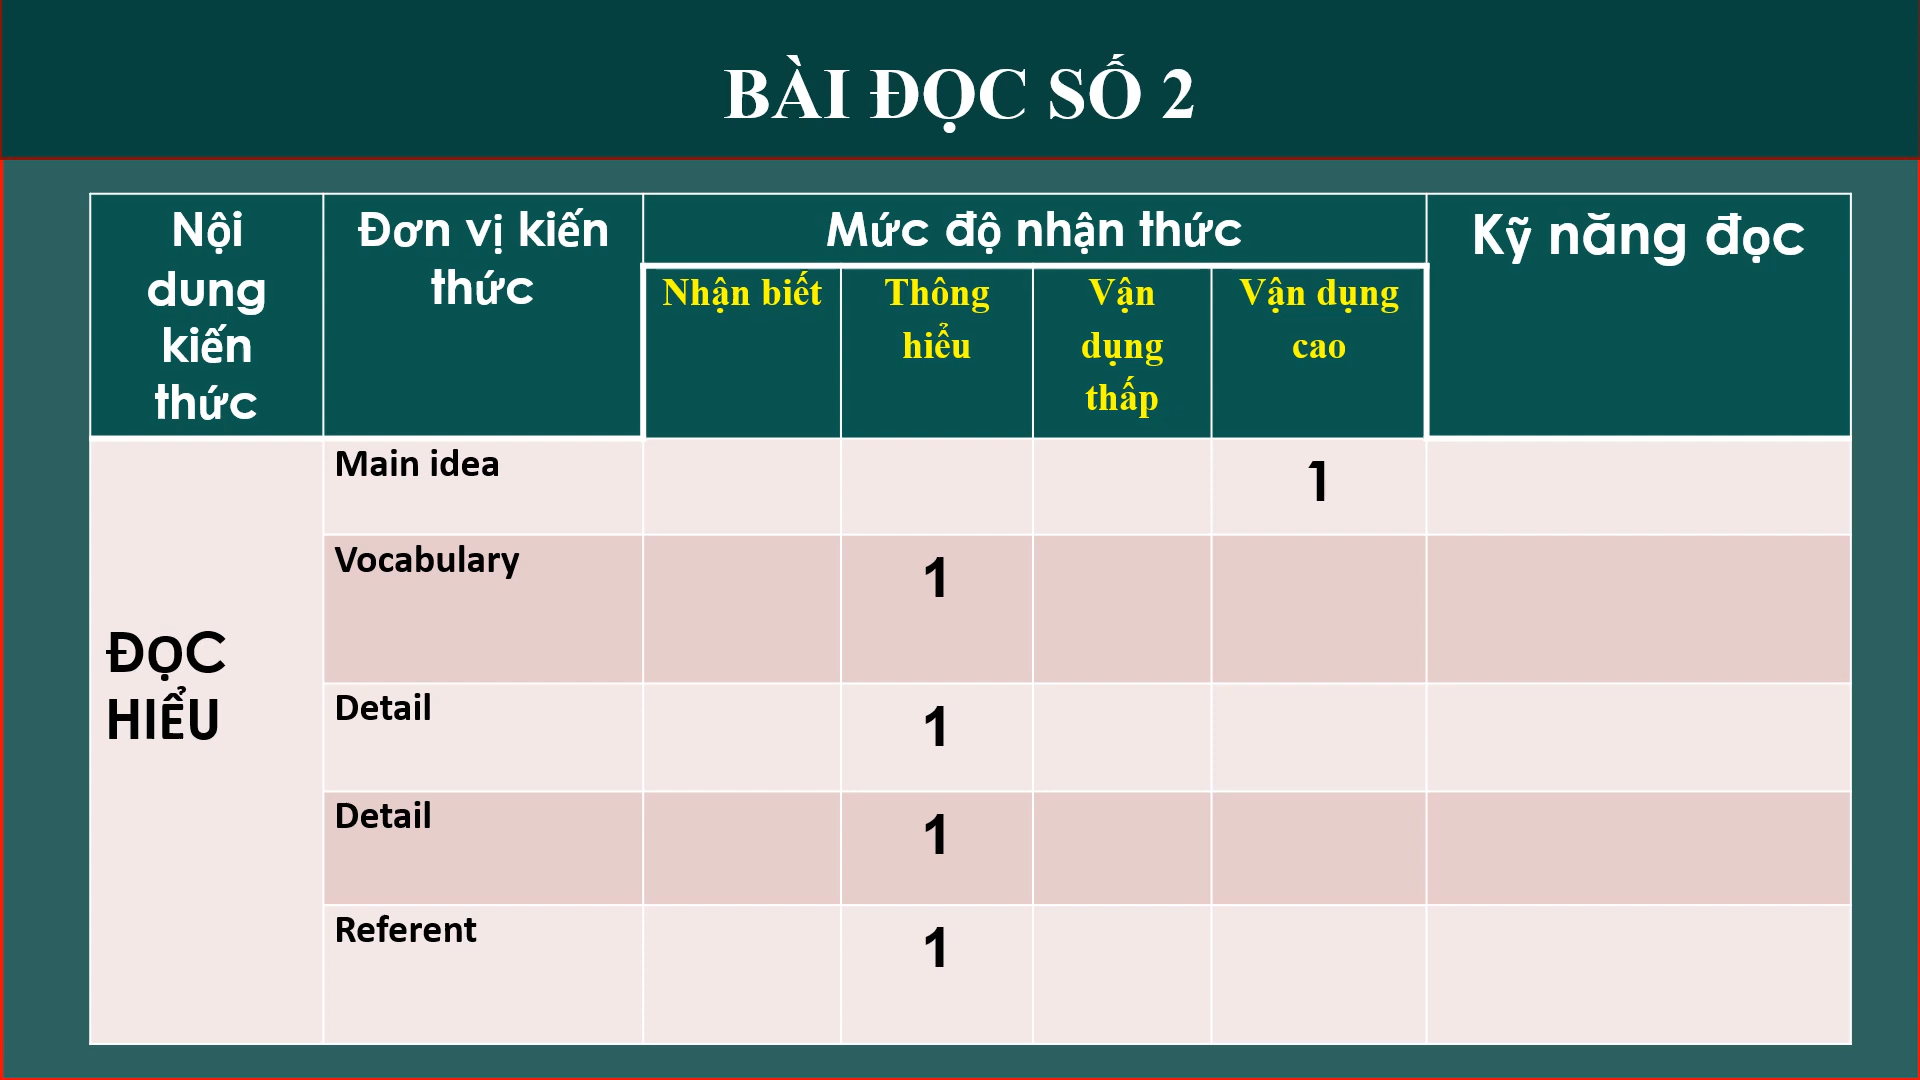 BÀI ĐỌC SỐ 2
Nội
dung
kiến
thức
Đơn vị kiến
thức
Mức độ nhận thức
Kỹ năng đọc
Nhận biết
Thông
hiểu
Vận
dụng
thấp
Vận dụng
cao
ĐỌC
HIỂU
Main idea
1
Vocabulary
1
Detail
1
Detail
1
Referent
1